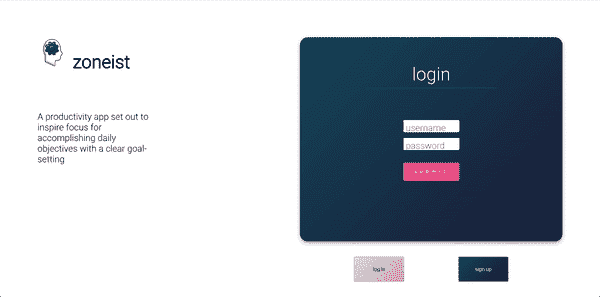 zoneist
A productivity app set out to
inspire focus for
accomplishing daily
objectives with a clear goal-
setting
login
username
password
SUBMIT
log in
sign up